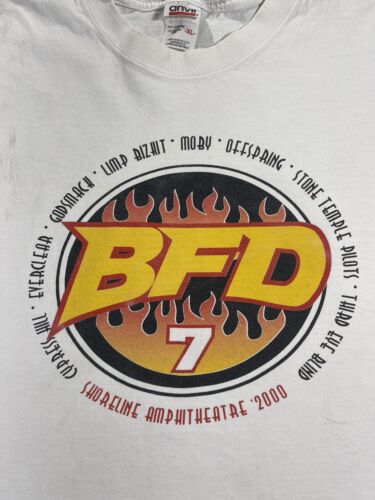 anvil
XL
CYPRESS HILL · EVERCLEAR · GODSMACK · LIMP BIZKIT · MOBY · OFFSPRING · STONE TEMPLE PILOTS · THIRD EYE BLIND
BFD
7
SHORELINE AMPHITHEATRE '2000